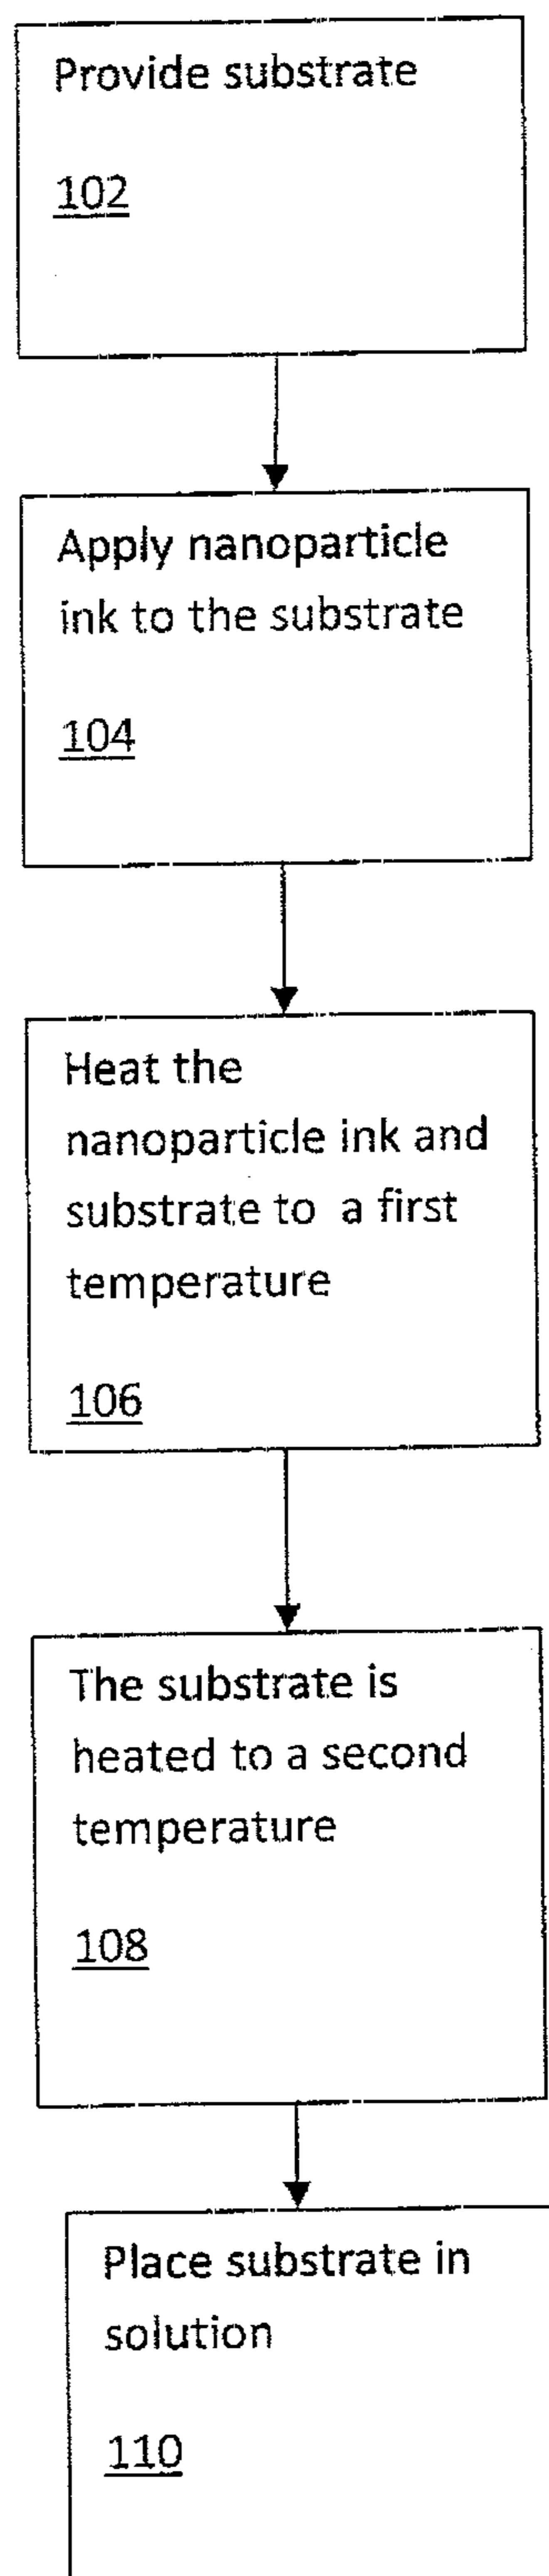 Provide substrate
102
Apply nanoparticle
ink to the substrate
104
Heat the
nanoparticle ink and
substrate to a first
temperature
106
The substrate is
heated to a second
temperature
108
Place substrate in
solution
110